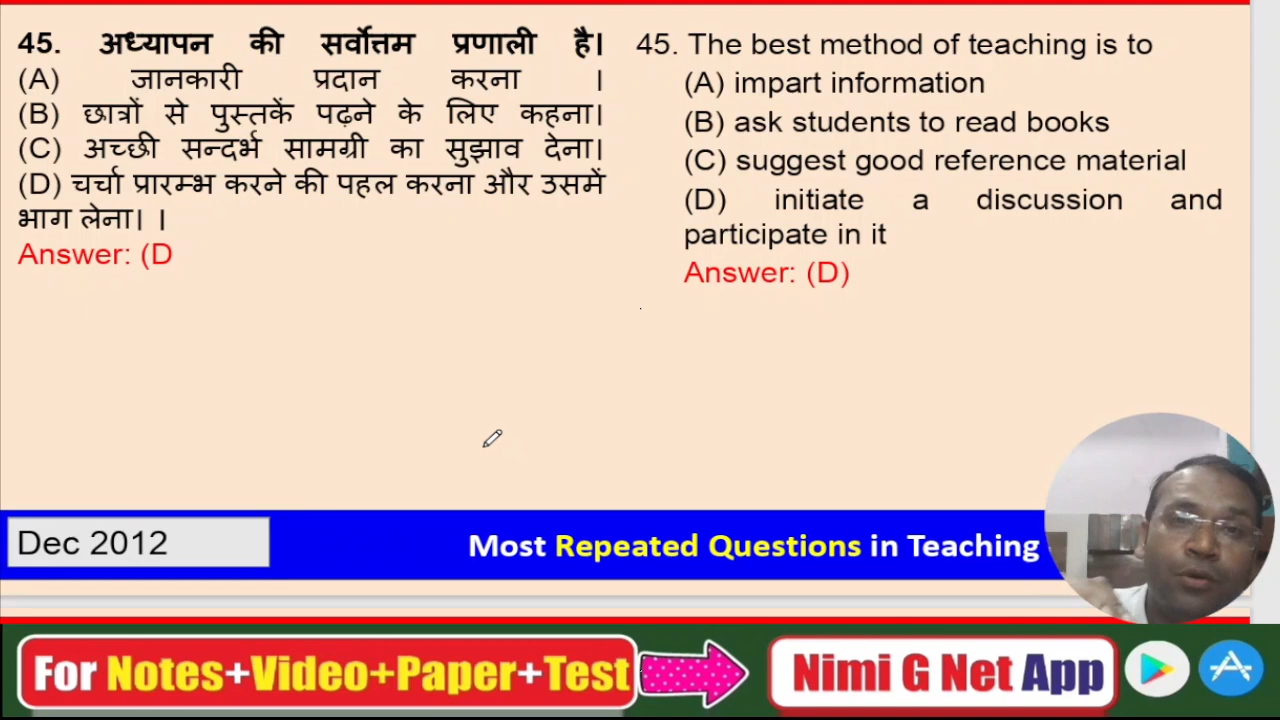 45. अध्यापन की सर्वोत्तम प्रणाली है।
(A) जानकारी प्रदान करना ।
(B) छात्रों से पुस्तकें पढ़ने के लिए कहना।
(C) अच्छी सन्दर्भ सामग्री का सुझाव देना।
(D) चर्चा प्रारम्भ करने की पहल करना और उसमें
भाग लेना। ।
Answer: (D
45. The best method of teaching is to
(A) impart information
(B) ask students to read books
(C) suggest good reference material
(D) initiate a discussion and
participate in it
Answer: (D)
Dec 2012
Most Repeated Questions in Teaching
For Notes+Video+Paper+Test
Nimi G Net App